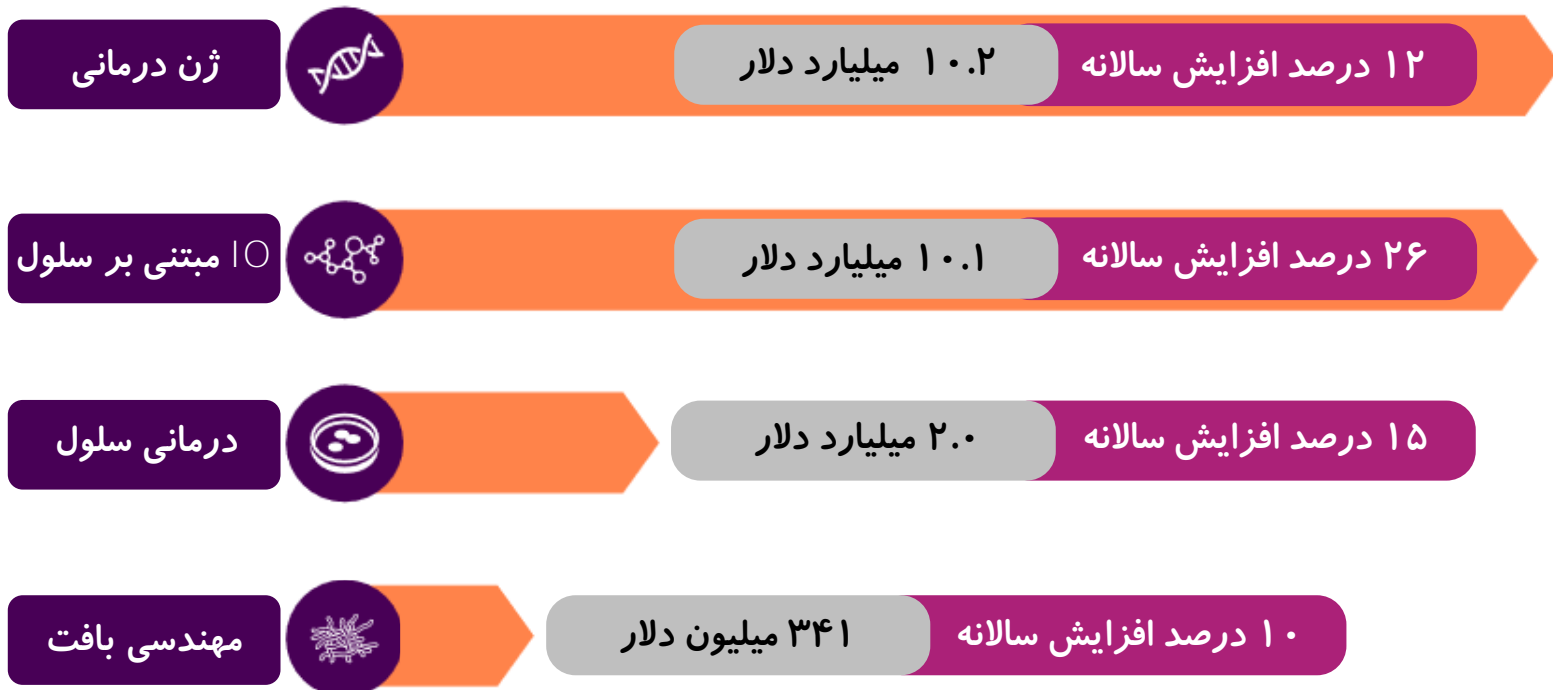 ژن درمانی
۱۰.۲ میلیارد دلار
۱۲ درصد افزایش سالانه
IO مبتنی بر سلول
۱۰.۱ میلیارد دلار
۲۶ درصد افزایش سالانه
درمانی سلول
۲.۰ میلیارد دلار
۱۵ درصد افزایش سالانه
مهندسی بافت
۳۴۱ میلیون دلار
۱۰ درصد افزایش سالانه